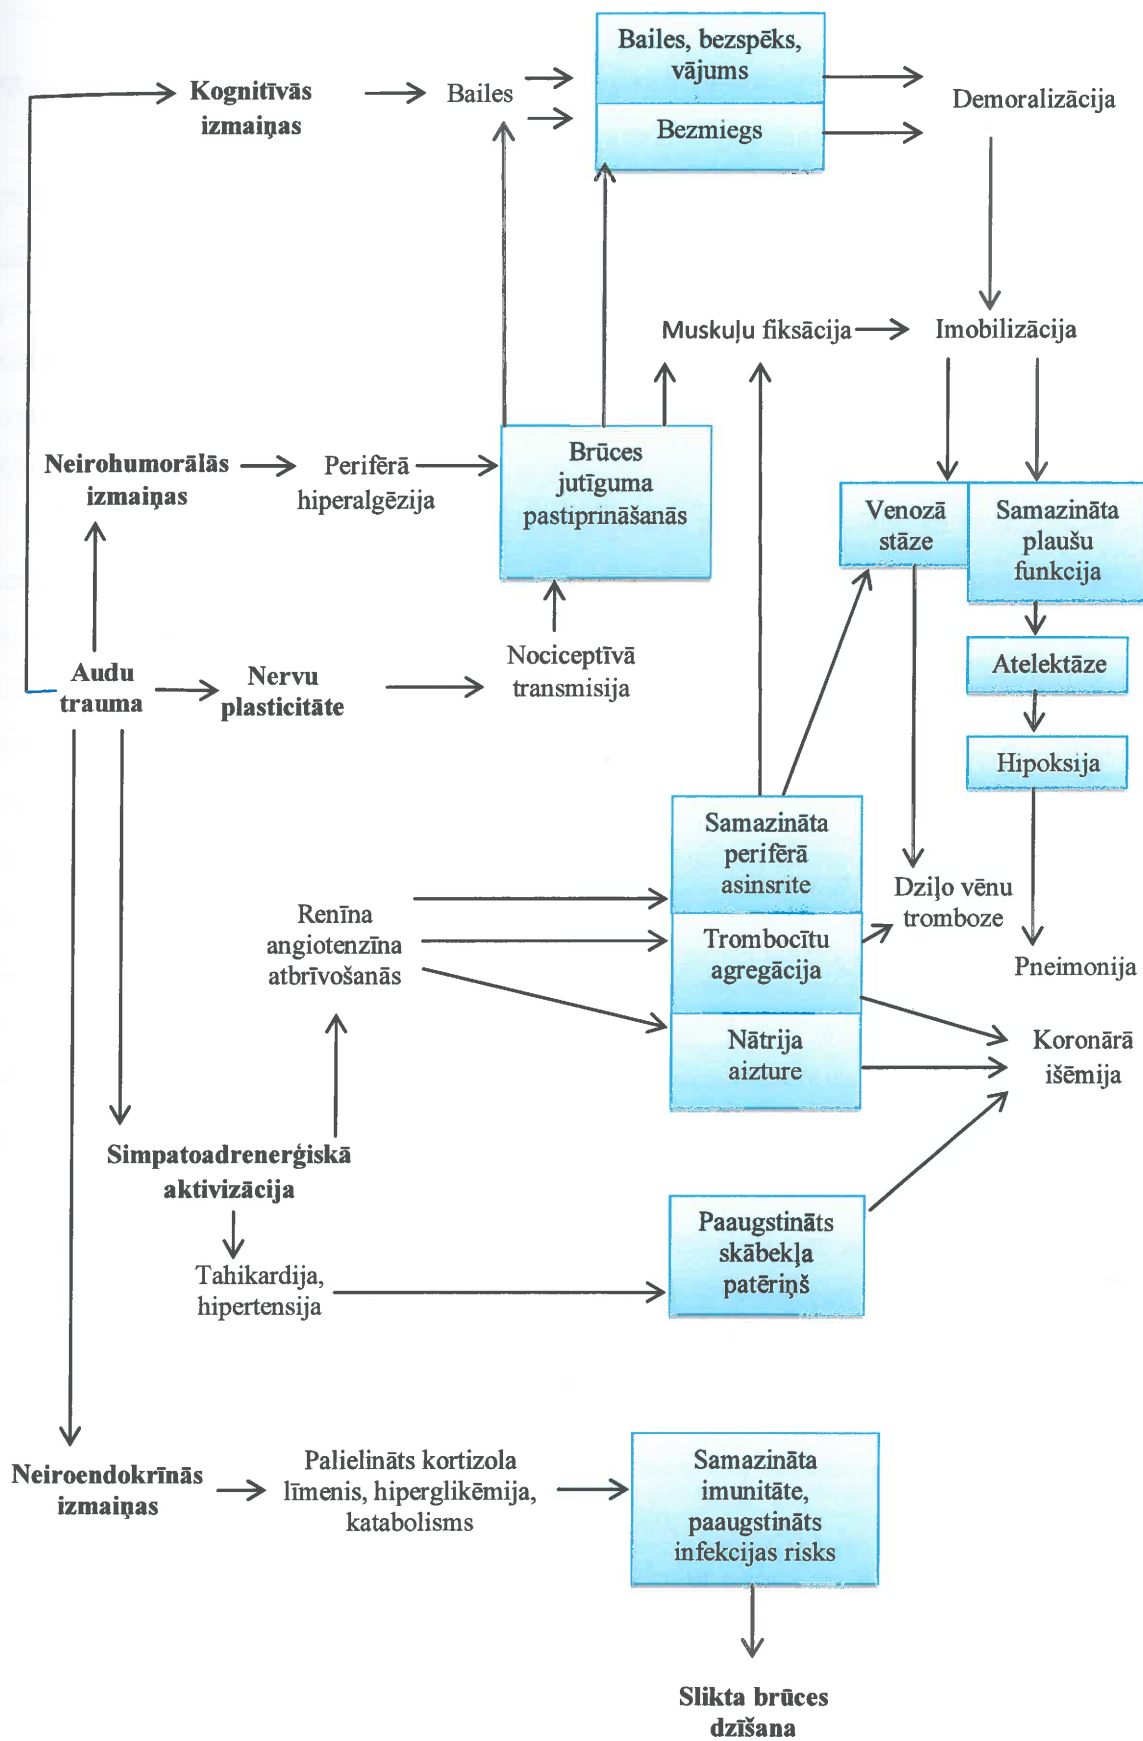 Kognitīvās
izmaiņas
Bailes
Bailes, bezspēks,
vājums
Bezmiegs
Demoralizācija
Muskuļu fiksācija
Imobilizācija
Neirohumorālās
izmaiņas
Perifērā
hiperalgēzija
Brūces
jutīguma
pastiprināšanās
Venozā
stāze
Samazināta
plaušu
funkcija
Audu
trauma
Nervu
plasticitāte
Nociceptīvā
transmisija
Atelektāze
Hipoksija
Renīna
angiotenzīna
atbrīvošanās
Samazināta
perifērā
asinsrite
Trombocītu
agregācija
Nātrija
aizture
Dziļo vēnu
tromboze
Pneimonija
Koronārā
išēmija
Simpatoadrenerģiskā
aktivizācija
Tahikardija,
hipertensija
Paaugstināts
skābekļa
patēriņš
Neiroendokrīnās
izmaiņas
Palielināts kortizola
līmenis, hiperglikēmija,
katabolisms
Samazināta
imunitāte,
paaugstināts
infekcijas risks
Slikta brūces
dzīšana